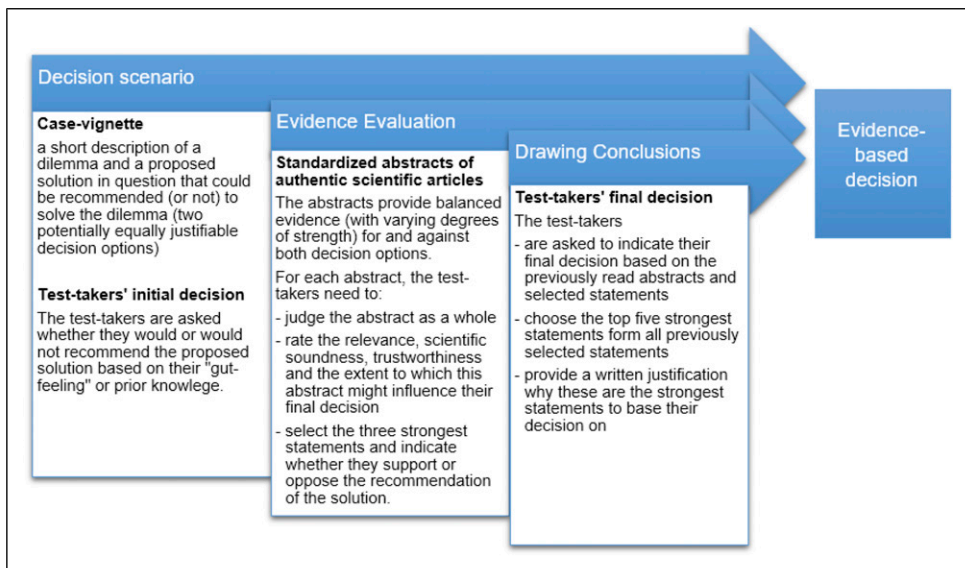 Decision scenario
Case-vignette
a short description of a
dilemma and a proposed
solution in question that could
be recommended (or not) to
solve the dilemma (two
potentially equally justifiable
decision options)
Test-takers' initial decision
The test-takers are asked
whether they would or would
not recommend the proposed
solution based on their "gut-
feeling" or prior knowlege.
Evidence Evaluation
Standardized abstracts of
authentic scientific articles
The abstracts provide balanced
evidence (with varying degrees
of strength) for and against
both decision options.
For each abstract, the test-
takers need to:
- judge the abstract as a whole
- rate the relevance, scientific
soundness, trustworthiness
and the extent to which this
abstract might influence their
final decision
- select the three strongest
statements and indicate
whether they support or
oppose the recommendation
of the solution.
Drawing Conclusions
Test-takers' final decision
The test-takers
- are asked to indicate their
final decision based on the
previously read abstracts and
selected statements
- choose the top five strongest
statements form all previously
selected statements
- provide a written justification
why these are the strongest
statements to base their
decision on
Evidence-
based
decision